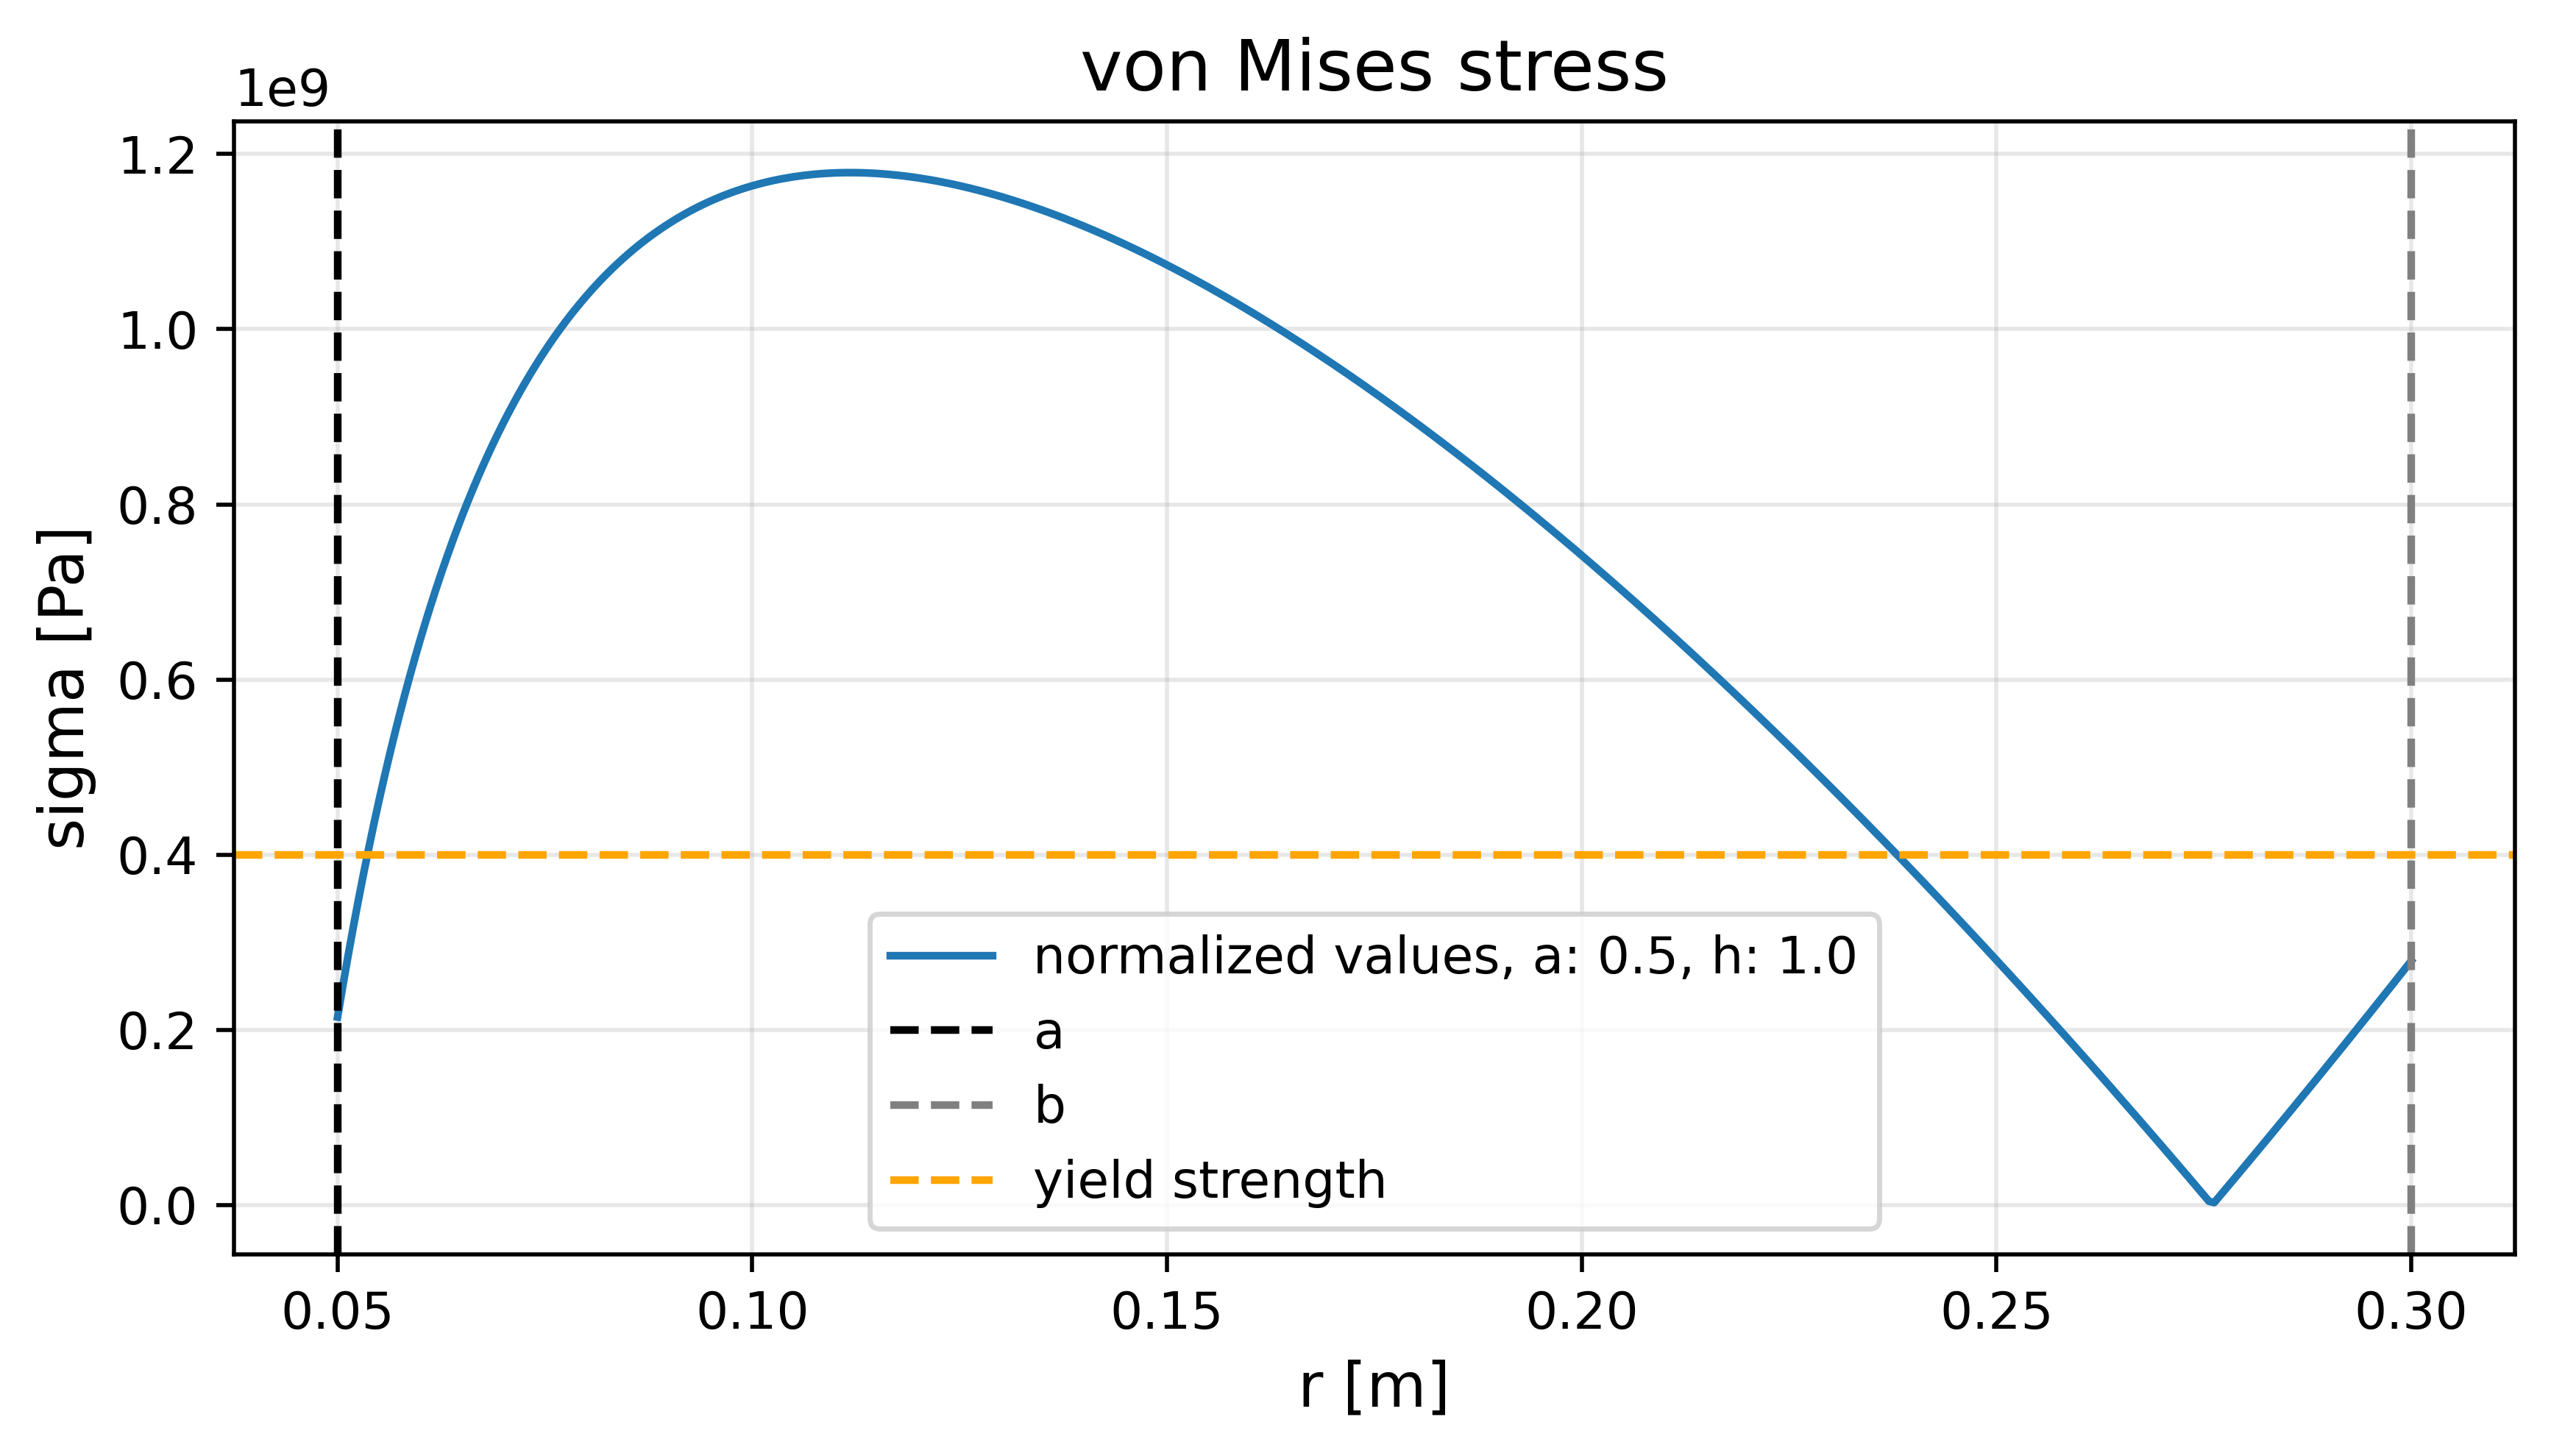 von Mises stress
1e9
1.2
1.0
0.8
0.6
0.4
0.2
0.0
sigma [Pa]
normalized values, a: 0.5, h: 1.0
a
b
yield strength
0.05 0.10 0.15 0.20 0.25 0.30
r [m]